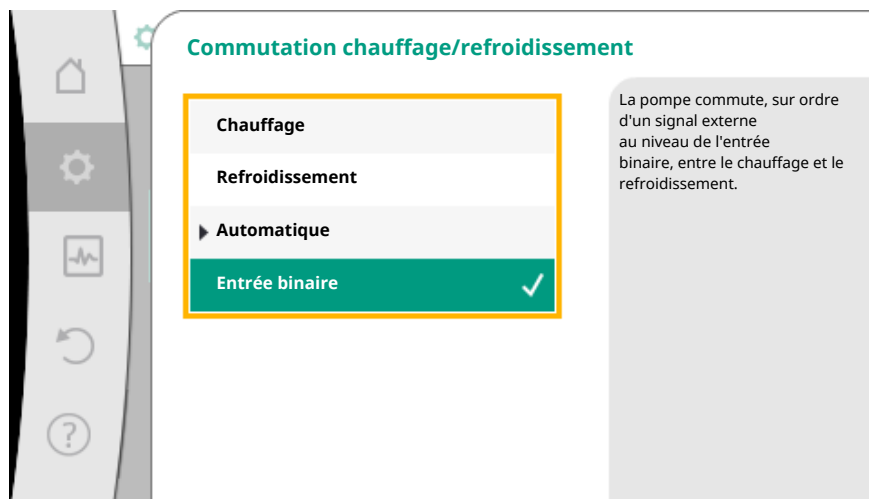 Commutation chauffage/refroidissement
Chauffage
Refroidissement
Automatique
Entrée binaire
La pompe commute, sur ordre
d'un signal externe
au niveau de l'entrée
binaire, entre le chauffage et le
refroidissement.
?